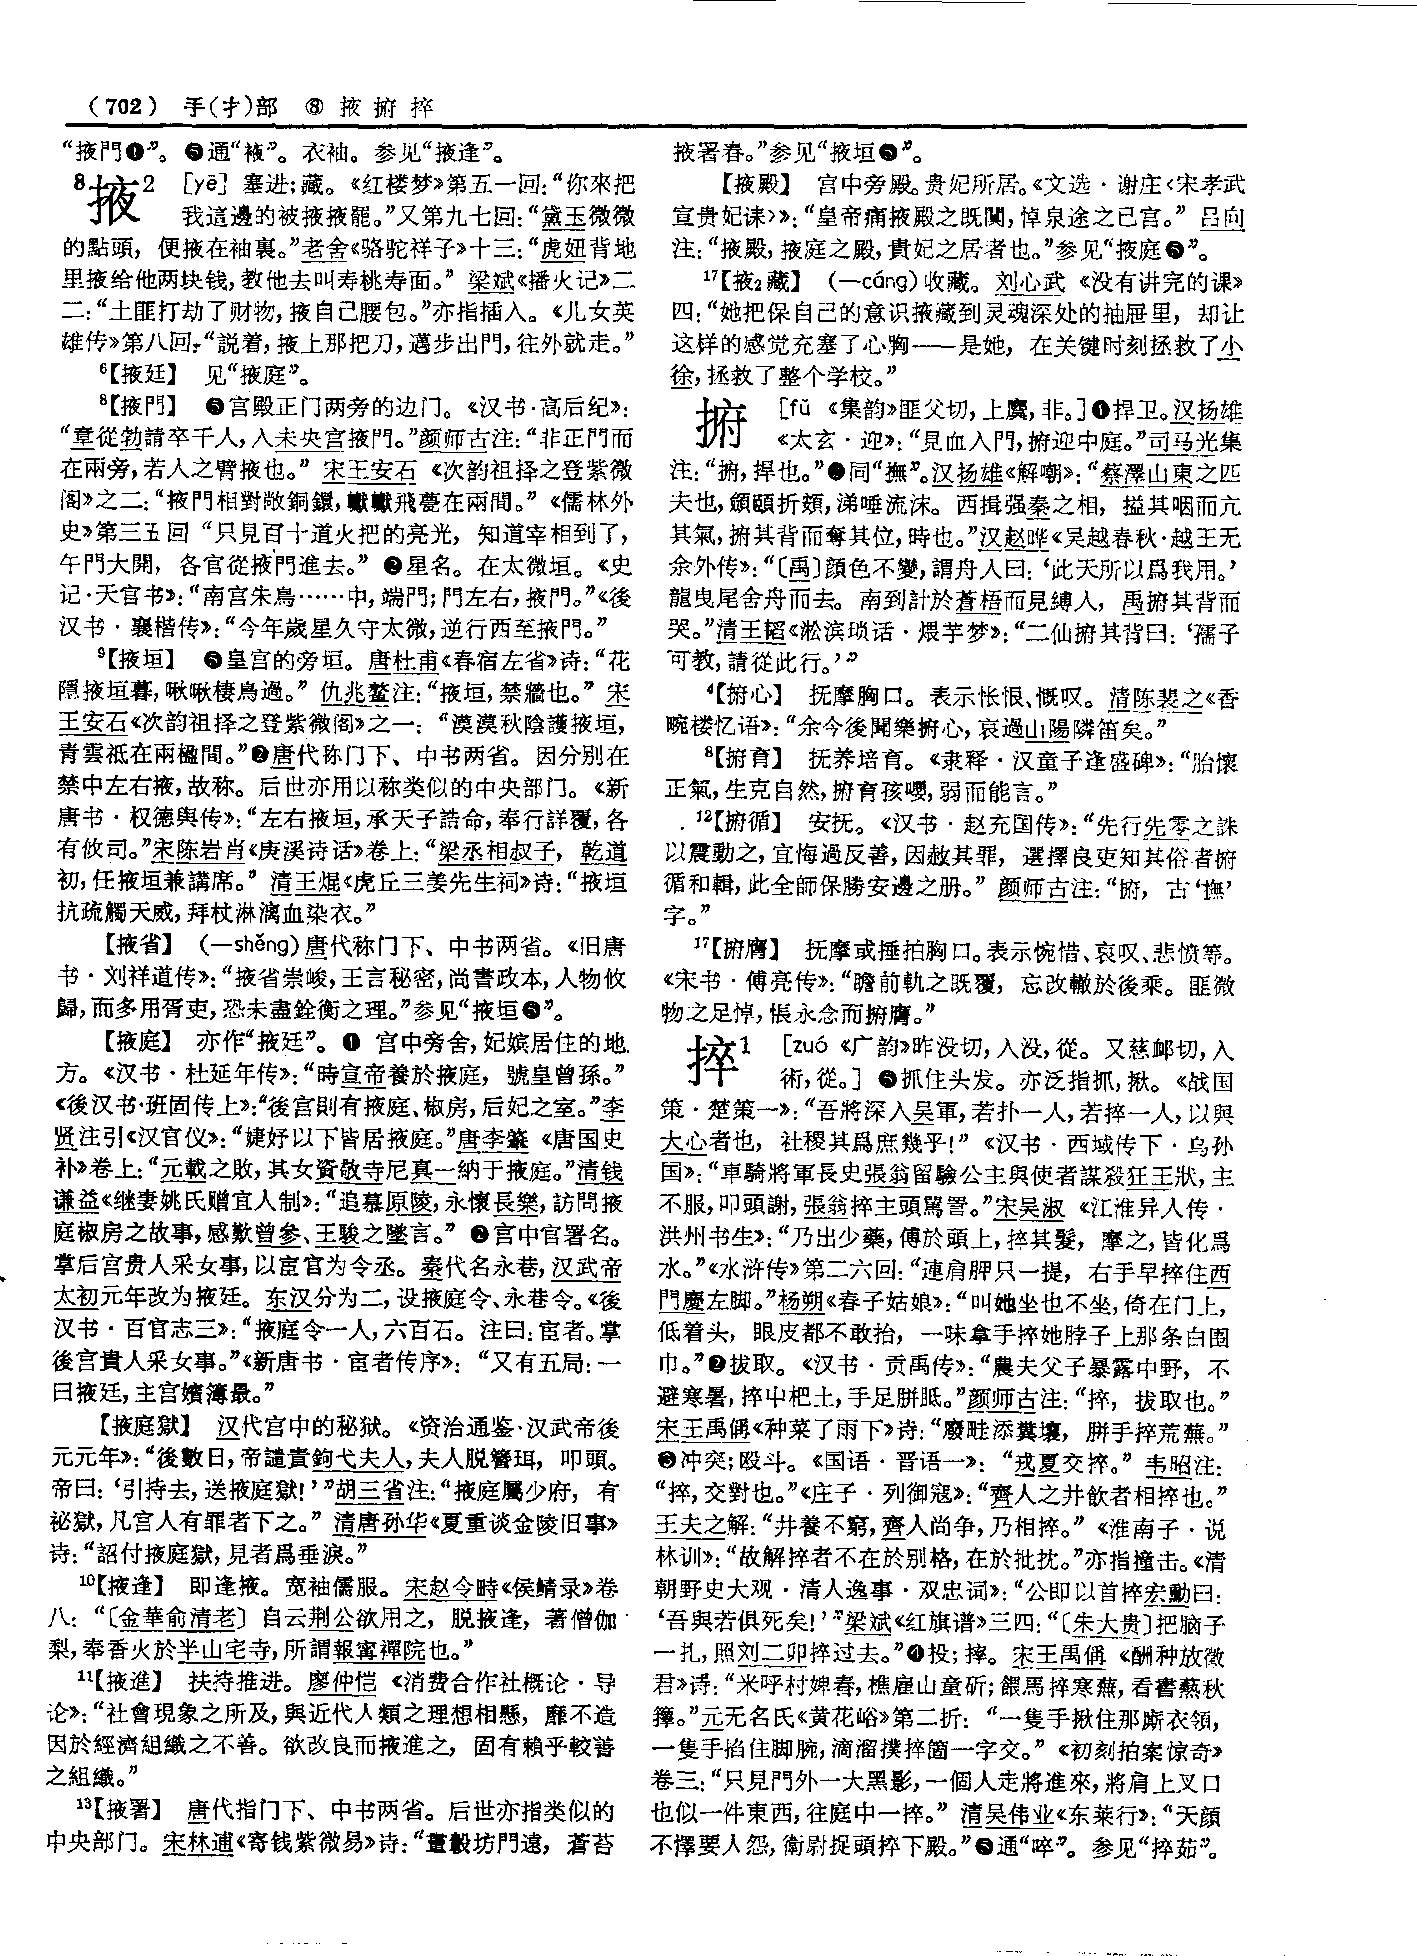 (702) 手(扌)部 ⑧ 掖 㨈 捽
“掖門❶”。❺通“袯”。衣袖。参见“掖逢”。
8掖2 [yē] 塞进;藏。《红楼梦》第五一回:“你來把
我這邊的被掖掖罷。”又第九七回:“黛玉微微
的點頭，便掖在袖裏。”老舍《骆驼祥子》十三:“虎妞背地
里掖给他两块钱,教他去叫寿桃寿面。”梁斌《播火记》二
二:“土匪打劫了财物,掖自己腰包。”亦指插入。《儿女英
雄传》第八回:“説着,掖上那把刀,邁步出門,往外就走。”
6【掖廷】 见“掖庭”。
8【掖門】 ❶宫殿正门两旁的边门。《汉书·高后纪》:
“章從勃請卒千人,入未央宫掖門。”颜师古注:“非正門而
在兩旁,若人之臂掖也。”宋王安石《次韵祖择之登紫微
阁》之二:“掖門相對敞銅鐶,巘巘飛甍在兩間。”《儒林外
史》第三五回 “只見百十道火把的亮光，知道宰相到了，
午門大開，各官從掖門進去。”❷星名。在太微垣。《史
记·天官书》:“南宫朱鳥……中,端門;門左右,掖門。”《後
汉书·襄楷传》:“今年歲星久守太微,逆行西至掖門。”
9【掖垣】 ❶皇宫的旁垣。唐杜甫《春宿左省》诗:“花
隱掖垣暮,啾啾棲鳥過。”仇兆鳌注:“掖垣,禁牆也。”宋
王安石《次韵祖择之登紫微阁》之一:“漠漠秋陰護掖垣，
青雲祇在兩楹間。”❷唐代称门下、中书两省。因分别在
禁中左右掖,故称。后世亦用以称类似的中央部门。《新
唐书·权德舆传》:“左右掖垣,承天子誥命,奉行詳覆,各
有攸司。”宋陈岩肖《庚溪诗话》卷上:“梁丞相叔子，乾道
初,任掖垣兼講席。”清王焜《虎丘三姜先生祠》诗:“掖垣
抗疏觸天威,拜杖淋漓血染衣。”
【掖省】 (—shěng)唐代称门下、中书两省。《旧唐
书·刘祥道传》:“掖省崇峻,王言秘密,尚書政本,人物攸
歸,而多用胥吏,恐未盡銓衡之理。”参见“掖垣❷”。
【掖庭】 亦作“掖廷”。❶ 宫中旁舍,妃嫔居住的地
方。《汉书·杜延年传》:“時宣帝養於掖庭，號皇曾孫。”
《後汉书·班固传上》:“後宫則有掖庭、椒房,后妃之室。”李
贤注引《汉官仪》:“婕妤以下皆居掖庭。”唐李肇《唐国史
补》卷上:“元載之敗,其女資敬寺尼真一納于掖庭。”清钱
谦益《继妻姚氏赠宜人制》:“追慕原陵,永懷長樂,訪問掖
庭椒房之故事,感歎曾参、王駿之墜言。”❷宫中官署名。
掌后宫贵人采女事,以宦官为令丞。秦代名永巷,汉武帝
太初元年改为掖廷。东汉分为二,设掖庭令、永巷令。《後
汉书·百官志三》:“掖庭令一人,六百石。注曰:宦者。掌
後宫貴人采女事。”《新唐书·宦者传序》:“又有五局:一
曰掖廷,主宫嬪簿最。”
【掖庭獄】 汉代宫中的秘狱。《资治通鉴·汉武帝後
元元年》:“後數日,帝譴責鉤弋夫人,夫人脱簪珥，叩頭。
帝曰:‘引持去,送掖庭獄!’”胡三省注:“掖庭屬少府，有
祕獄,凡宫人有罪者下之。”清唐孙华《夏重谈金陵旧事》
诗:“詔付掖庭獄,見者爲垂淚。”
10【掖逢】 即逢掖。宽袖儒服。宋赵令畤《侯鲭录》卷
八:“〔金華俞清老〕自云荆公欲用之，脱掖逢，著僧伽
梨,奉香火於半山宅寺,所謂報寧禪院也。”
11【掖進】 扶持推进。廖仲恺《消费合作社概论·导
论》:“社會現象之所及,與近代人類之理想相懸，靡不造
因於經濟組織之不善。欲改良而掖進之，固有賴乎較善
之組織。”
13【掖署】 唐代指门下、中书两省。后世亦指类似的
中央部门。宋林逋《寄钱紫微易》诗:“輦轂坊門遠，蒼苔
掖署春。”参见“掖垣❷”。
【掖殿】 宫中旁殿。贵妃所居。《文选·谢庄〈宋孝武
宣贵妃诔〉》:“皇帝痛掖殿之既闃,悼泉途之已宫。”吕向
注:“掖殿,掖庭之殿,貴妃之居者也。”参见“掖庭❶”。
17【掖2藏】 (—cáng)收藏。刘心武《没有讲完的课》
四:“她把保自己的意识掖藏到灵魂深处的抽屉里，却让
这样的感觉充塞了心胸——是她，在关键时刻拯救了小
徐,拯救了整个学校。”
㨈 [fǔ 《集韵》匪父切,上麌,非。]❶捍卫。汉扬雄
《太玄·迎》:“見血入門,㨈迎中庭。”司马光集
注:“㨈,捍也。”❷同“撫”。汉扬雄《解嘲》:“蔡澤山東之匹
夫也,顩頤折頞,涕唾流沫。西揖强秦之相，搤其咽而亢
其氣,㨈其背而奪其位,時也。”汉赵晔《吴越春秋·越王无
余外传》:“〔禹〕顔色不變,謂舟人曰:‘此天所以爲我用。’
龍曳尾舍舟而去。南到計於蒼梧而見縛人，禹㨈其背而
哭。”清王韬《淞滨琐话·煨芋梦》:“二仙㨈其背曰:‘孺子
可教,請從此行。’”
4【㨈心】 抚摩胸口。表示怅恨、慨叹。清陈裴之《香
畹楼忆语》:“余今後聞樂㨈心,哀過山陽隣笛矣。”
8【㨈育】 抚养培育。《隶释·汉童子逢盛碑》:“胎懷
正氣,生克自然,㨈育孩嚶,弱而能言。”
12【㨈循】 安抚。《汉书·赵充国传》:“先行先零之誅
以震動之,宜悔過反善,因赦其罪，選擇良吏知其俗者㨈
循和輯,此全師保勝安邊之册。”颜师古注:“㨈，古‘撫’
字。”
17【㨈膺】 抚摩或捶拍胸口。表示惋惜、哀叹、悲愤等。
《宋书·傅亮传》:“瞻前軌之既覆，忘改轍於後乘。匪微
物之足悼,悵永念而㨈膺。”
捽1 [zuó 《广韵》昨没切,入没,從。又慈卹切,入
術,從。] ❶抓住头发。亦泛指抓,揪。《战国
策·楚策一》:“吾將深入吴軍,若扑一人,若捽一人,以與
大心者也，社稷其爲庶幾乎!”《汉书·西域传下·乌孙
国》:“車騎將軍長史張翁留驗公主與使者謀殺狂王狀,主
不服,叩頭謝,張翁捽主頭駡詈。”宋吴淑《江淮异人传·
洪州书生》:“乃出少藥,傅於頭上,捽其髮，摩之,皆化爲
水。”《水浒传》第二六回:“連肩胛只一提，右手早捽住西
門慶左脚。”杨朔《春子姑娘》:“叫她坐也不坐,倚在门上，
低着头，眼皮都不敢抬，一味拿手捽她脖子上那条白围
巾。”❷拔取。《汉书·贡禹传》:“農夫父子暴露中野，不
避寒暑,捽屮杷土,手足胼胝。”颜师古注:“捽，拔取也。”
宋王禹偁《种菜了雨下》诗:“廢畦添糞壤，胼手捽荒蕪。”
❸冲突;殴斗。《国语·晋语一》:“戎夏交捽。”韦昭注:
“捽,交對也。”《庄子·列御寇》:“齊人之井飲者相捽也。”
王夫之解:“井養不窮,齊人尚争,乃相捽。”《淮南子·说
林训》:“故解捽者不在於别格,在於批扰。”亦指撞击。《清
朝野史大观·清人逸事·双忠词》:“公即以首捽宏勳曰:
‘吾與若俱死矣!’”梁斌《红旗谱》三四:“〔朱大贵〕把脑子
一扎,照刘二卯捽过去。”❹投;摔。宋王禹偁《酬种放徵
君》诗:“米呼村婢舂,樵雇山童斫;餵馬捽寒蕪,看書爇秋
籜。”元无名氏《黄花峪》第二折:“一隻手揪住那廝衣領，
一隻手掐住脚腕,滴溜撲捽箇一字交。”《初刻拍案惊奇》
卷三:“只見門外一大黑影,一個人走將進來,將肩上叉口
也似一件東西,往庭中一捽。”清吴伟业《东莱行》:“天顔
不懌要人怨,衛尉捉頭捽下殿。”❺通“啐”。参见“捽茹”。